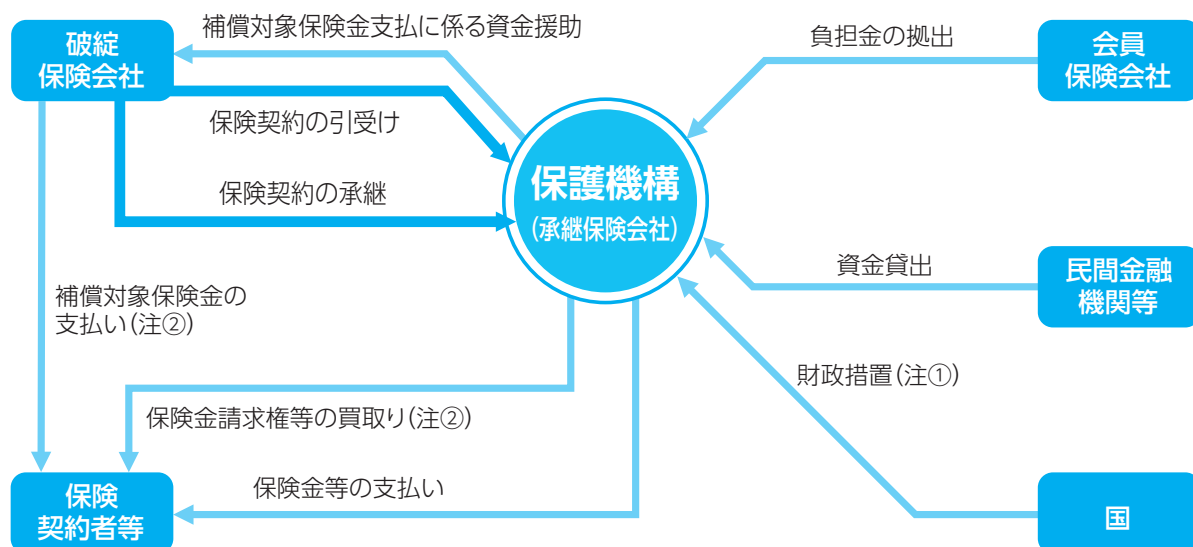 補償対象保険金支払に係る資金援助
破綻
保険会社
負担金の拠出
会員
保険会社
保険契約の引受け
保険契約の承継
保護機構
(承継保険会社)
資金貸出
民間金融
機関等
補償対象保険金の
支払い(注②)
財政措置(注①)
保険金請求権等の買取り(注②)
保険金等の支払い
保険
契約者等
国